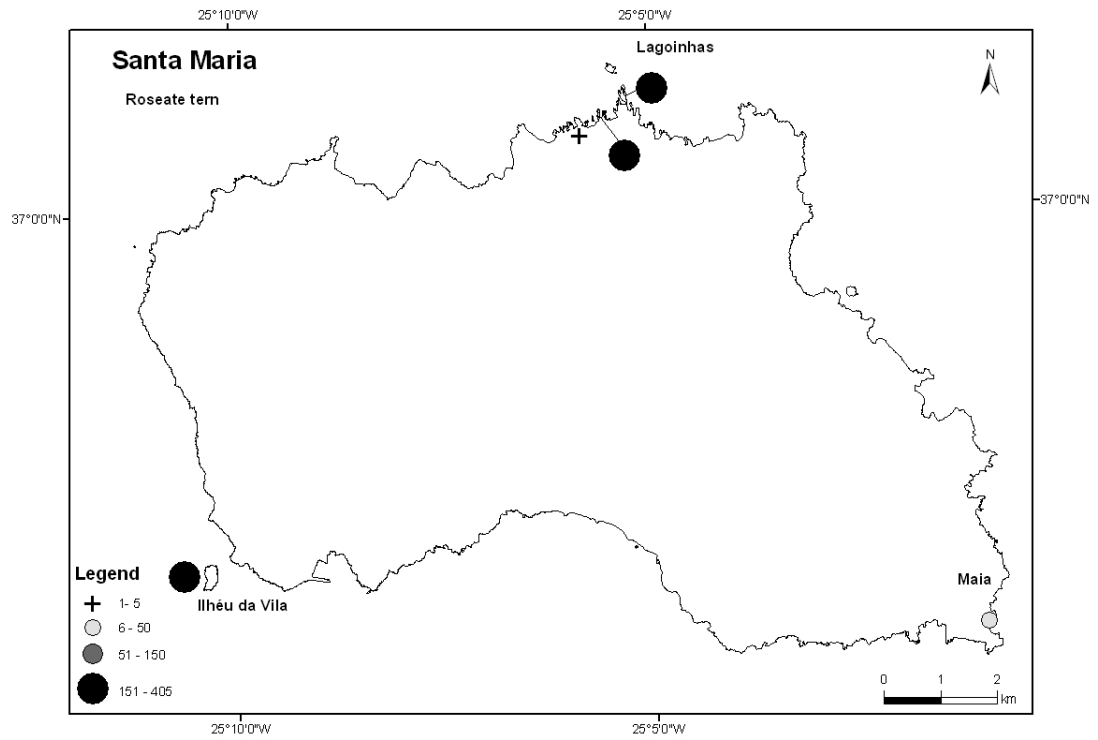 25°10'0"W
25°5'0"W
Santa Maria
Lagoinhas
N
Roseate tern
37°0'0"N
37°0'0"N
Legend
Maia
1- 5
Ilhéu da Vila
6 - 50
51 - 150
0 1 2
151 - 405
km
25°10'0"W
25°5'0"W